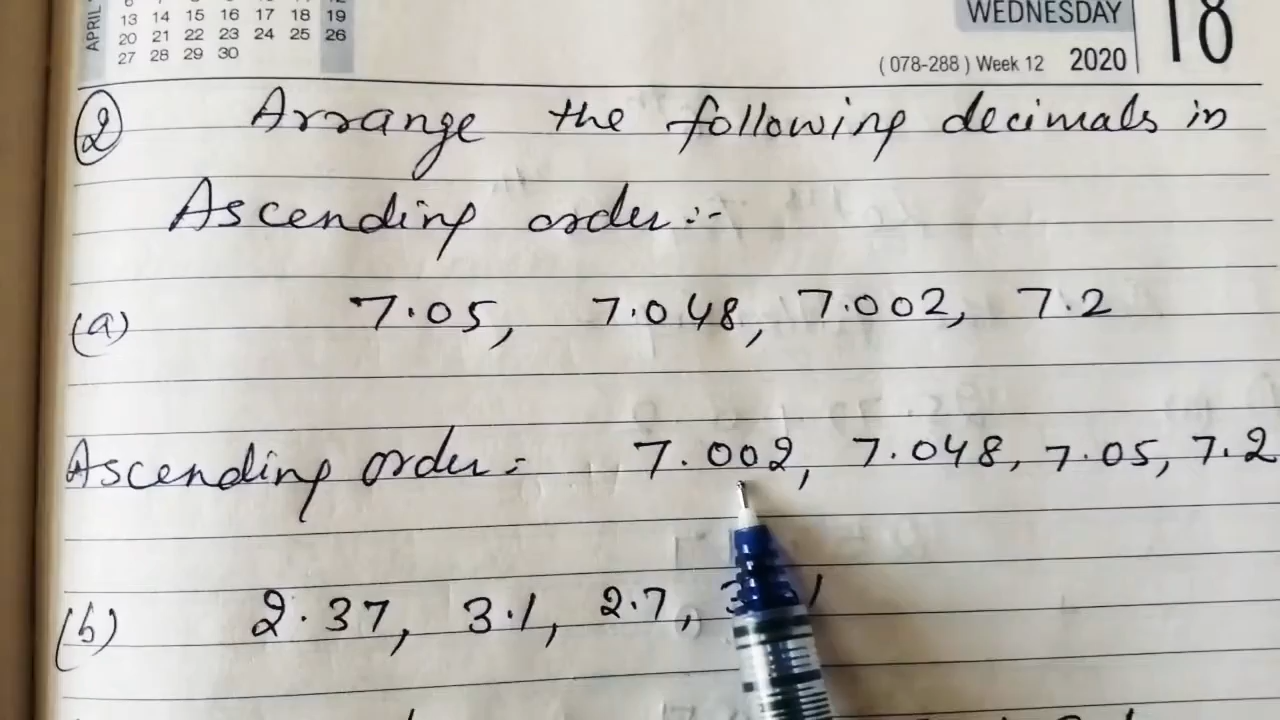 APRIL
13 14 15 16 17 18 19
20 21 22 23 24 25 26
27 28 29 30
WEDNESDAY 18
(078-288) Week 12 2020
(2) Arrange the following decimals in
Ascending order:-
(a) 7.05, 7.048, 7.002, 7.2
Ascending order = 7.002, 7.048, 7.05, 7.2
(b) 2.37, 3.1, 2.7,